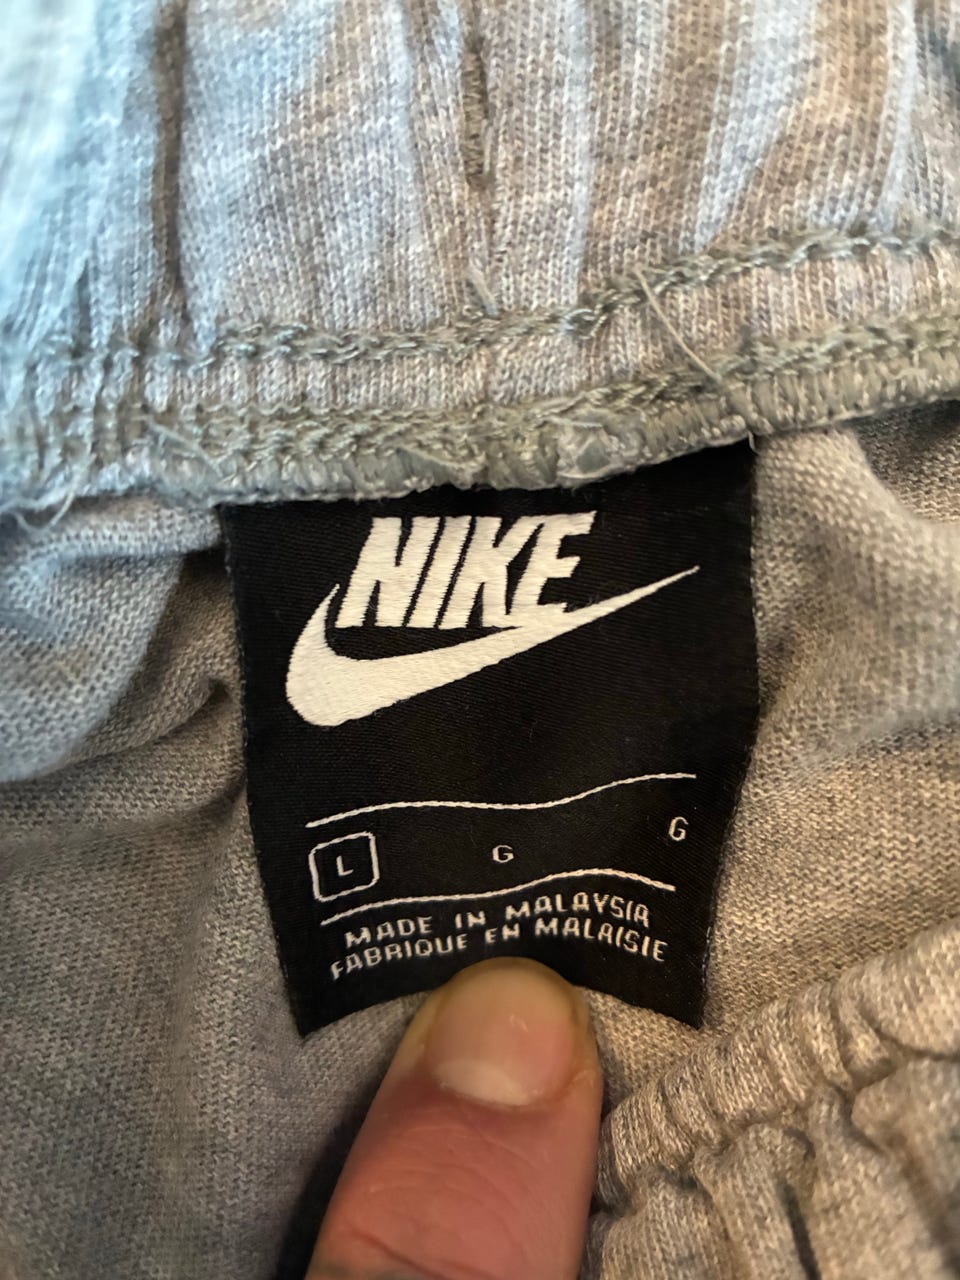 NIKE
L G G
MADE IN MALAYSIA
FABRIQUE EN MALAISIE